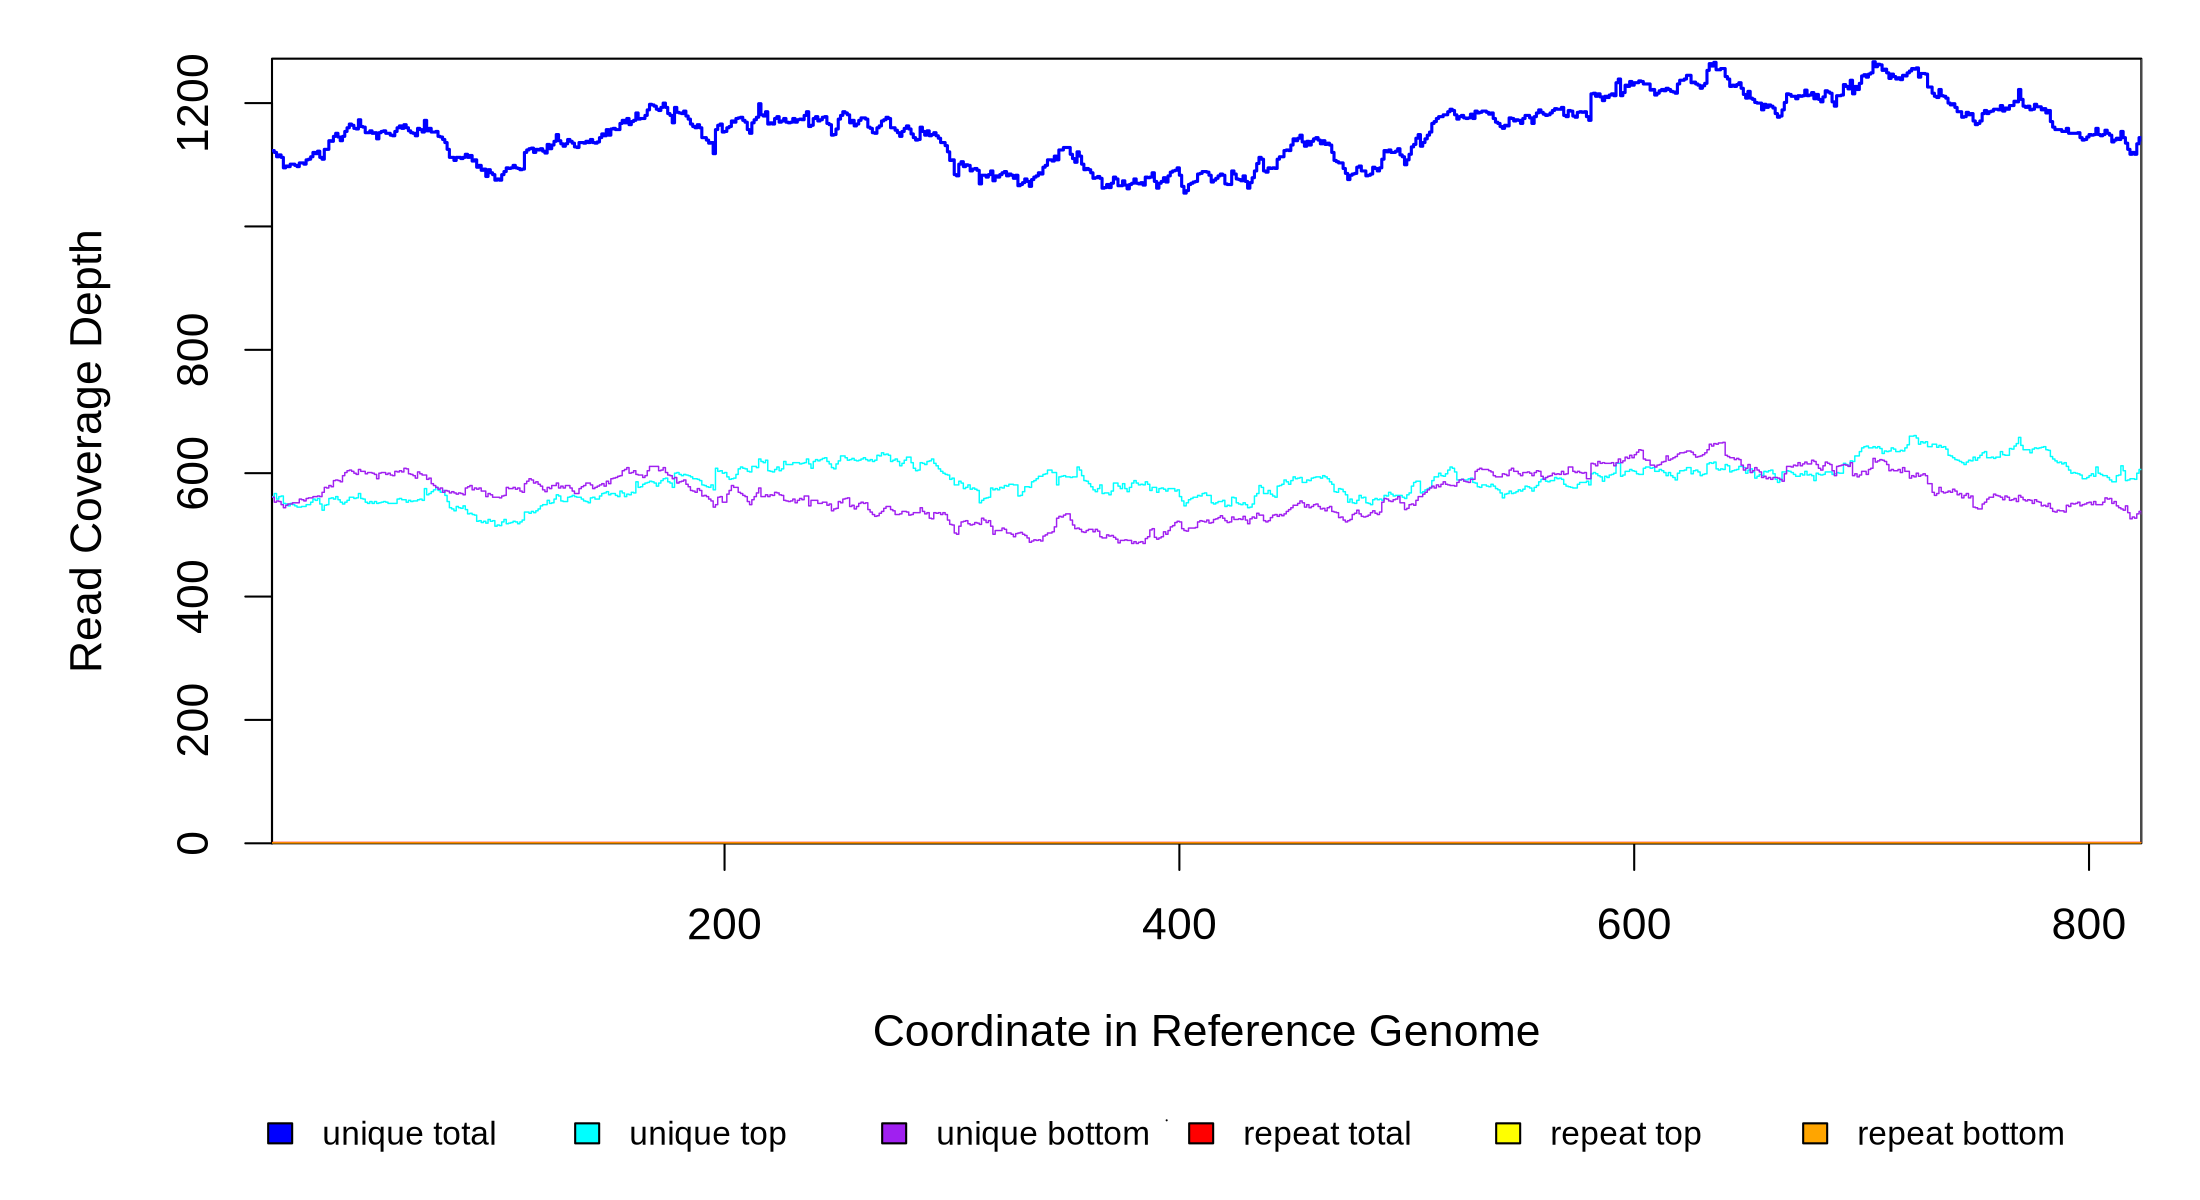 Read Coverage Depth
1200
800
600
400
200
0
200 400 600 800
Coordinate in Reference Genome
unique total unique top unique bottom repeat total repeat top repeat bottom